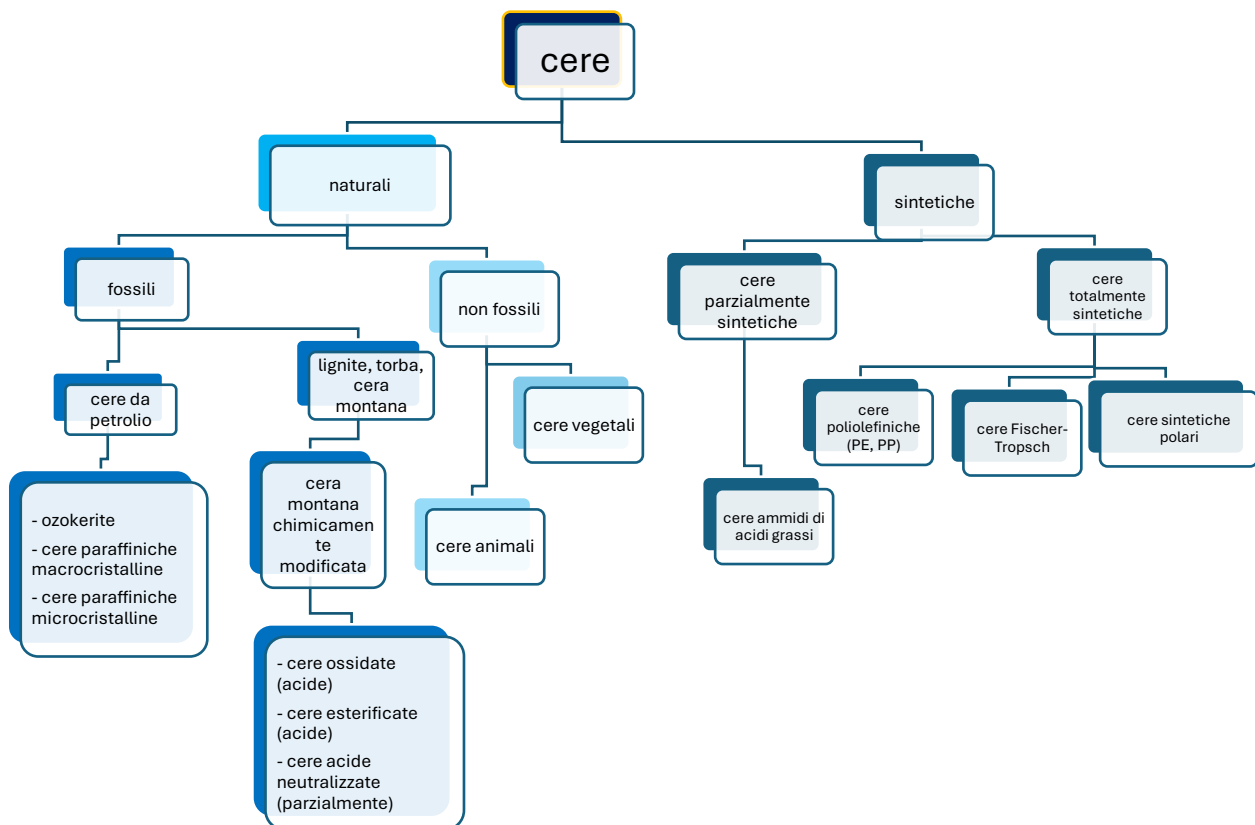 cere
naturali
sintetiche
fossili
non fossili
cere
parzialmente
sintetiche
cere
totalmente
sintetiche
cere da
petrolio
lignite, torba,
cera
montana
cere vegetali
cere
poliolefiniche
(PE, PP)
cere Fischer-
Tropsch
cere sintetiche
polari
- ozokerite
- cere paraffiniche
macrocristalline
- cere paraffiniche
microcristalline
cera
montana
chimicamen
te
modificata
cere animali
cere ammidi di
acidi grassi
- cere ossidate
(acide)
- cere esterificate
(acide)
- cere acide
neutralizzate
(parzialmente)